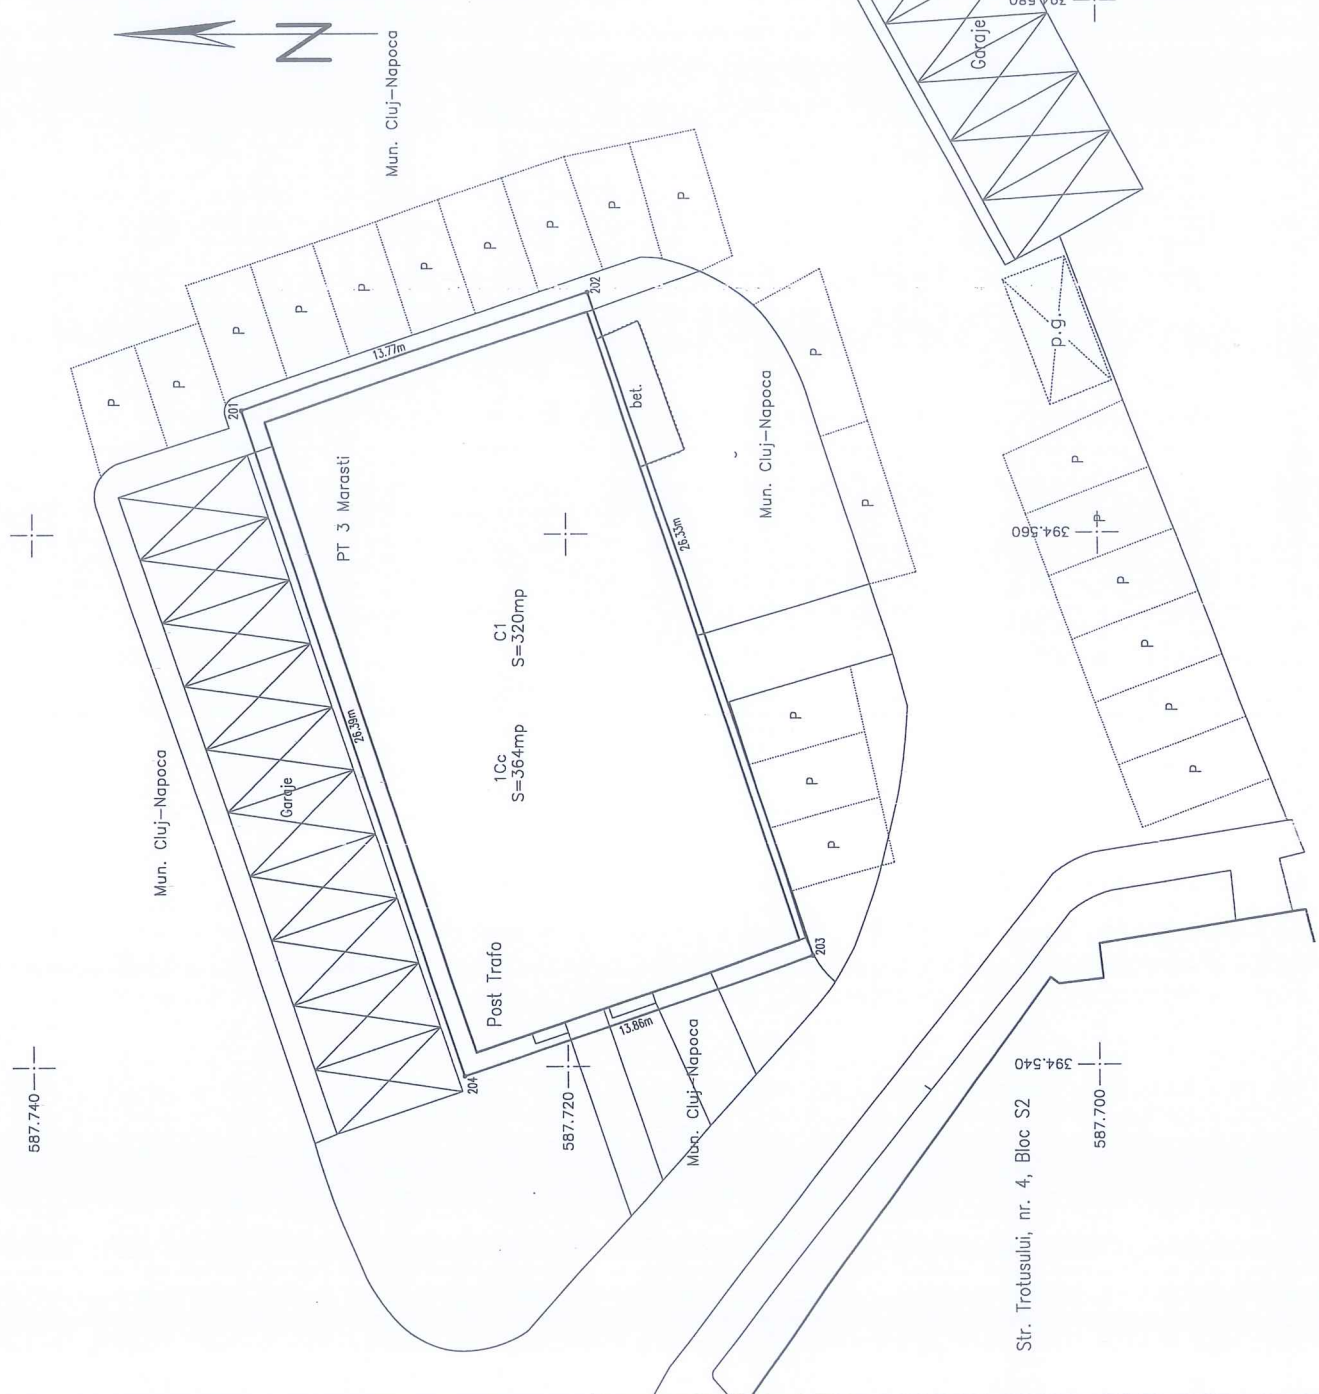 N
Mun. Cluj-Napoca
394.580
Garaje
P
P
P
P
P
P
P
P
P
P
201
202
13.77m
p.g.
bet.
P
P
Mun. Cluj-Napoca
PT 3 Marasti
26.33m
394.560
P
P
P
P
P
P
C1
S=320mp
1Cc
S=364mp
26.39m
Garaje
Mun. Cluj-Napoca
P
P
P
Post Trafo
203
13.86m
204
Mun. Cluj-Napoca
587.740
587.720
587.700
394.540
Str. Trotusului, nr. 4, Bloc S2